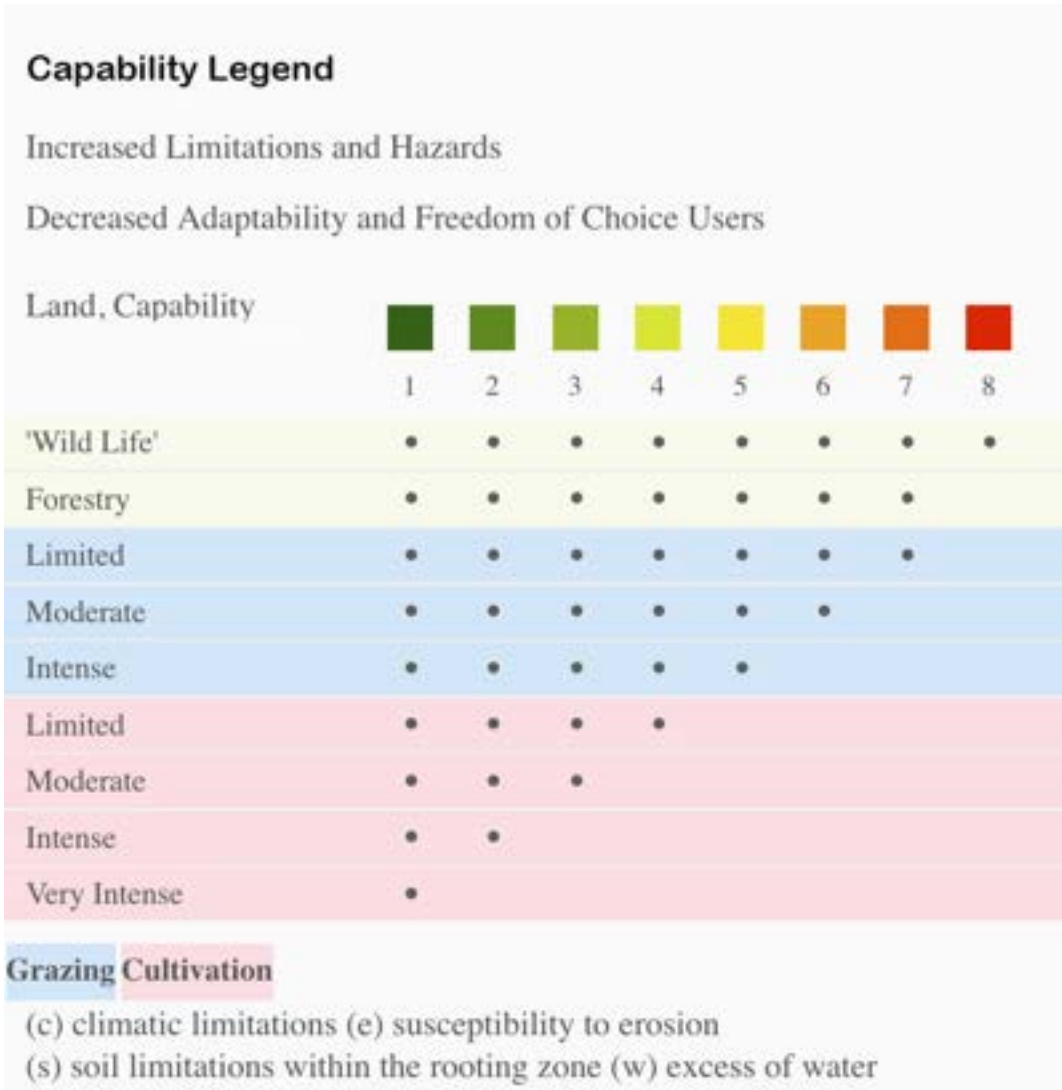 Capability Legend
Increased Limitations and Hazards
Decreased Adaptability and Freedom of Choice Users
Land, Capability
1 2 3 4 5 6 7 8
'Wild Life' • • • • • • • •
Forestry • • • • • • •
Limited • • • • • • •
Moderate • • • • • •
Intense • • • • •
Limited • • • •
Moderate • • •
Intense • •
Very Intense •
Grazing Cultivation
(c) climatic limitations (e) susceptibility to erosion
(s) soil limitations within the rooting zone (w) excess of water